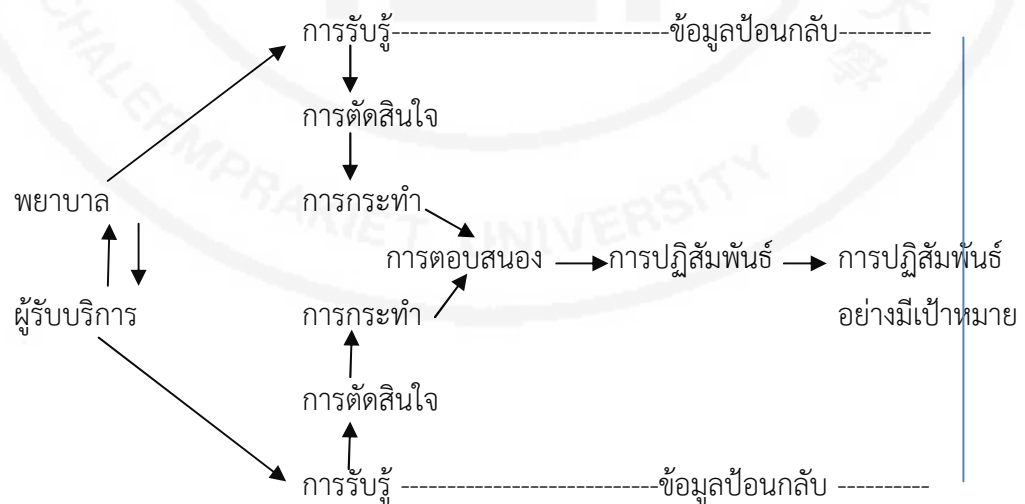 การรับรู้------------------------------ข้อมูลป้อนกลับ----------
การตัดสินใจ
พยาบาล การกระทำ
การตอบสนอง การปฏิสัมพันธ์ การปฏิสัมพันธ์
ผู้รับบริการ การกระทำ อย่างมีเป้าหมาย
การตัดสินใจ
การรับรู้ ----------------------------ข้อมูลป้อนกลับ ----------
PRAKIET UNIVERSITY